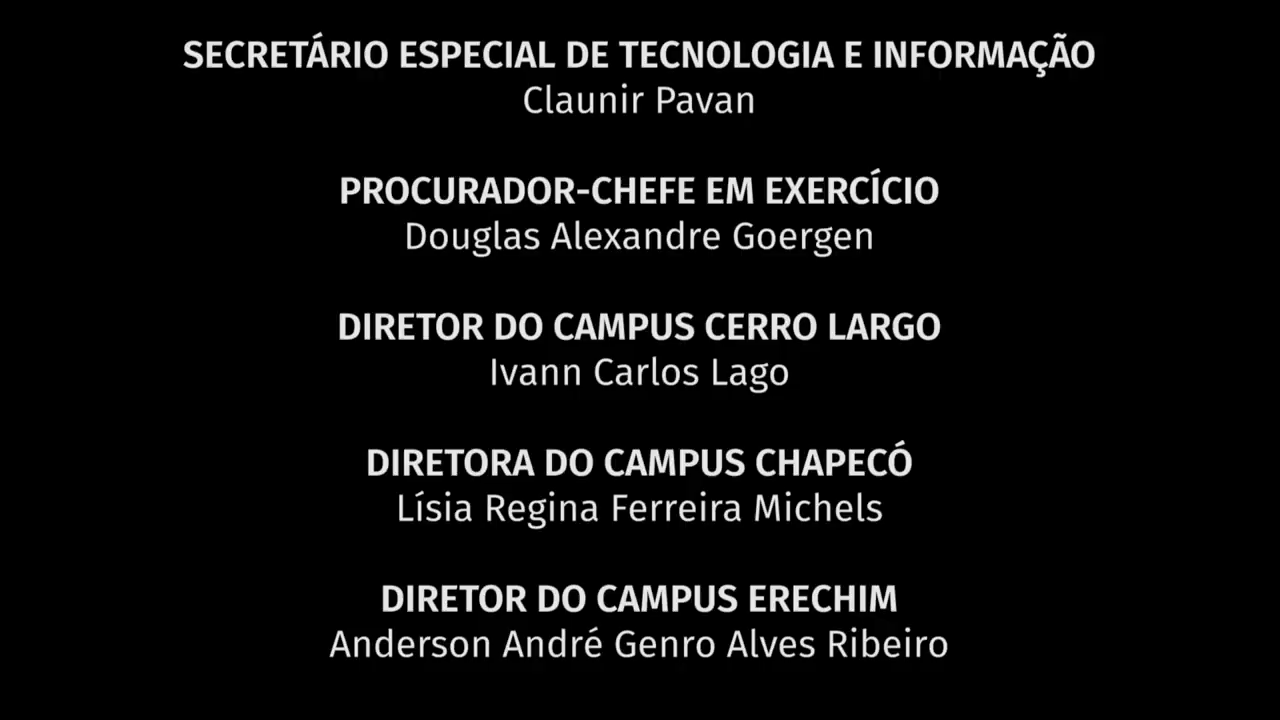 SECRETÁRIO ESPECIAL DE TECNOLOGIA E INFORMAÇÃO
Claunir Pavan
PROCURADOR-CHEFE EM EXERCÍCIO
Douglas Alexandre Goergen
DIRETOR DO CAMPUS CERRO LARGO
Ivann Carlos Lago
DIRETORA DO CAMPUS CHAPECÓ
Lísia Regina Ferreira Michels
DIRETOR DO CAMPUS ERECHIM
Anderson André Genro Alves Ribeiro